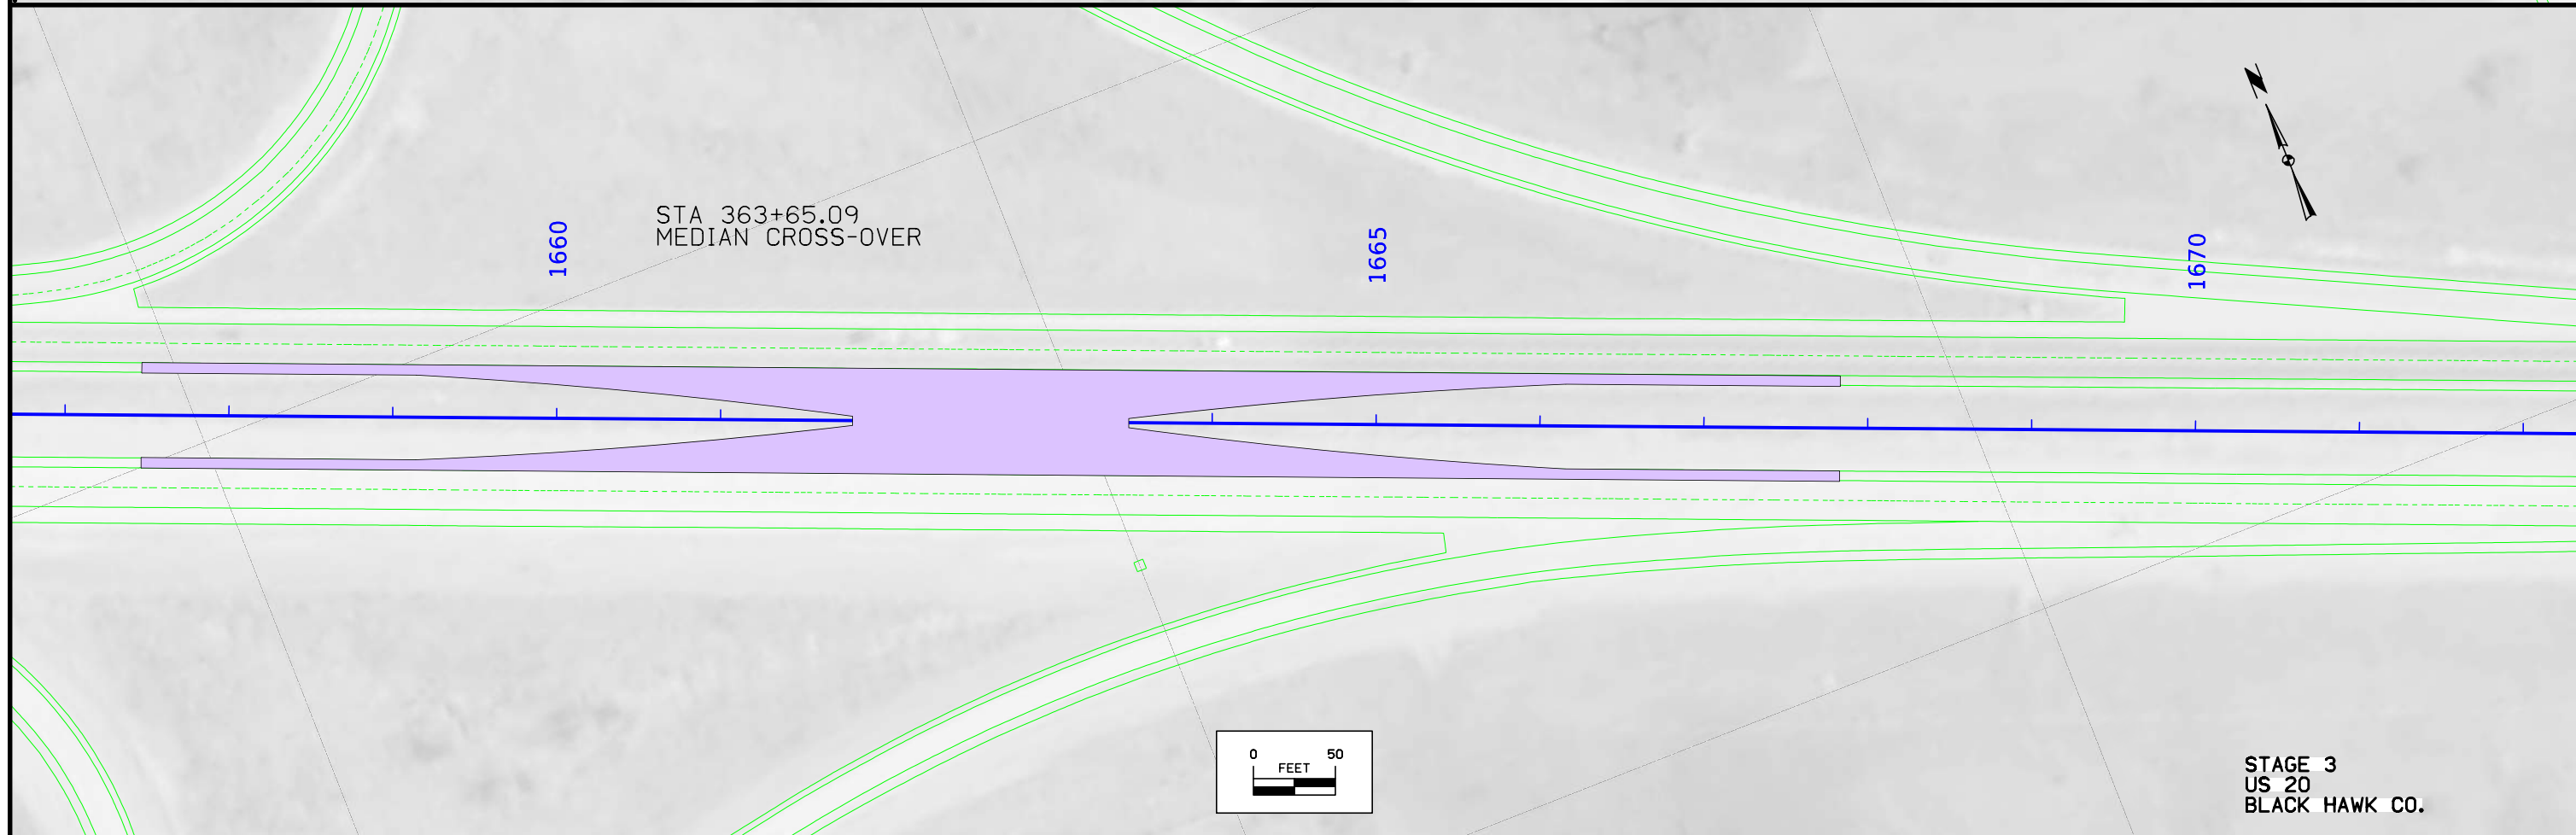 STA 363+65.09
MEDIAN CROSS-OVER
1660
1665
1670
N
0 50
FEET
STAGE 3
US 20
BLACK HAWK CO.